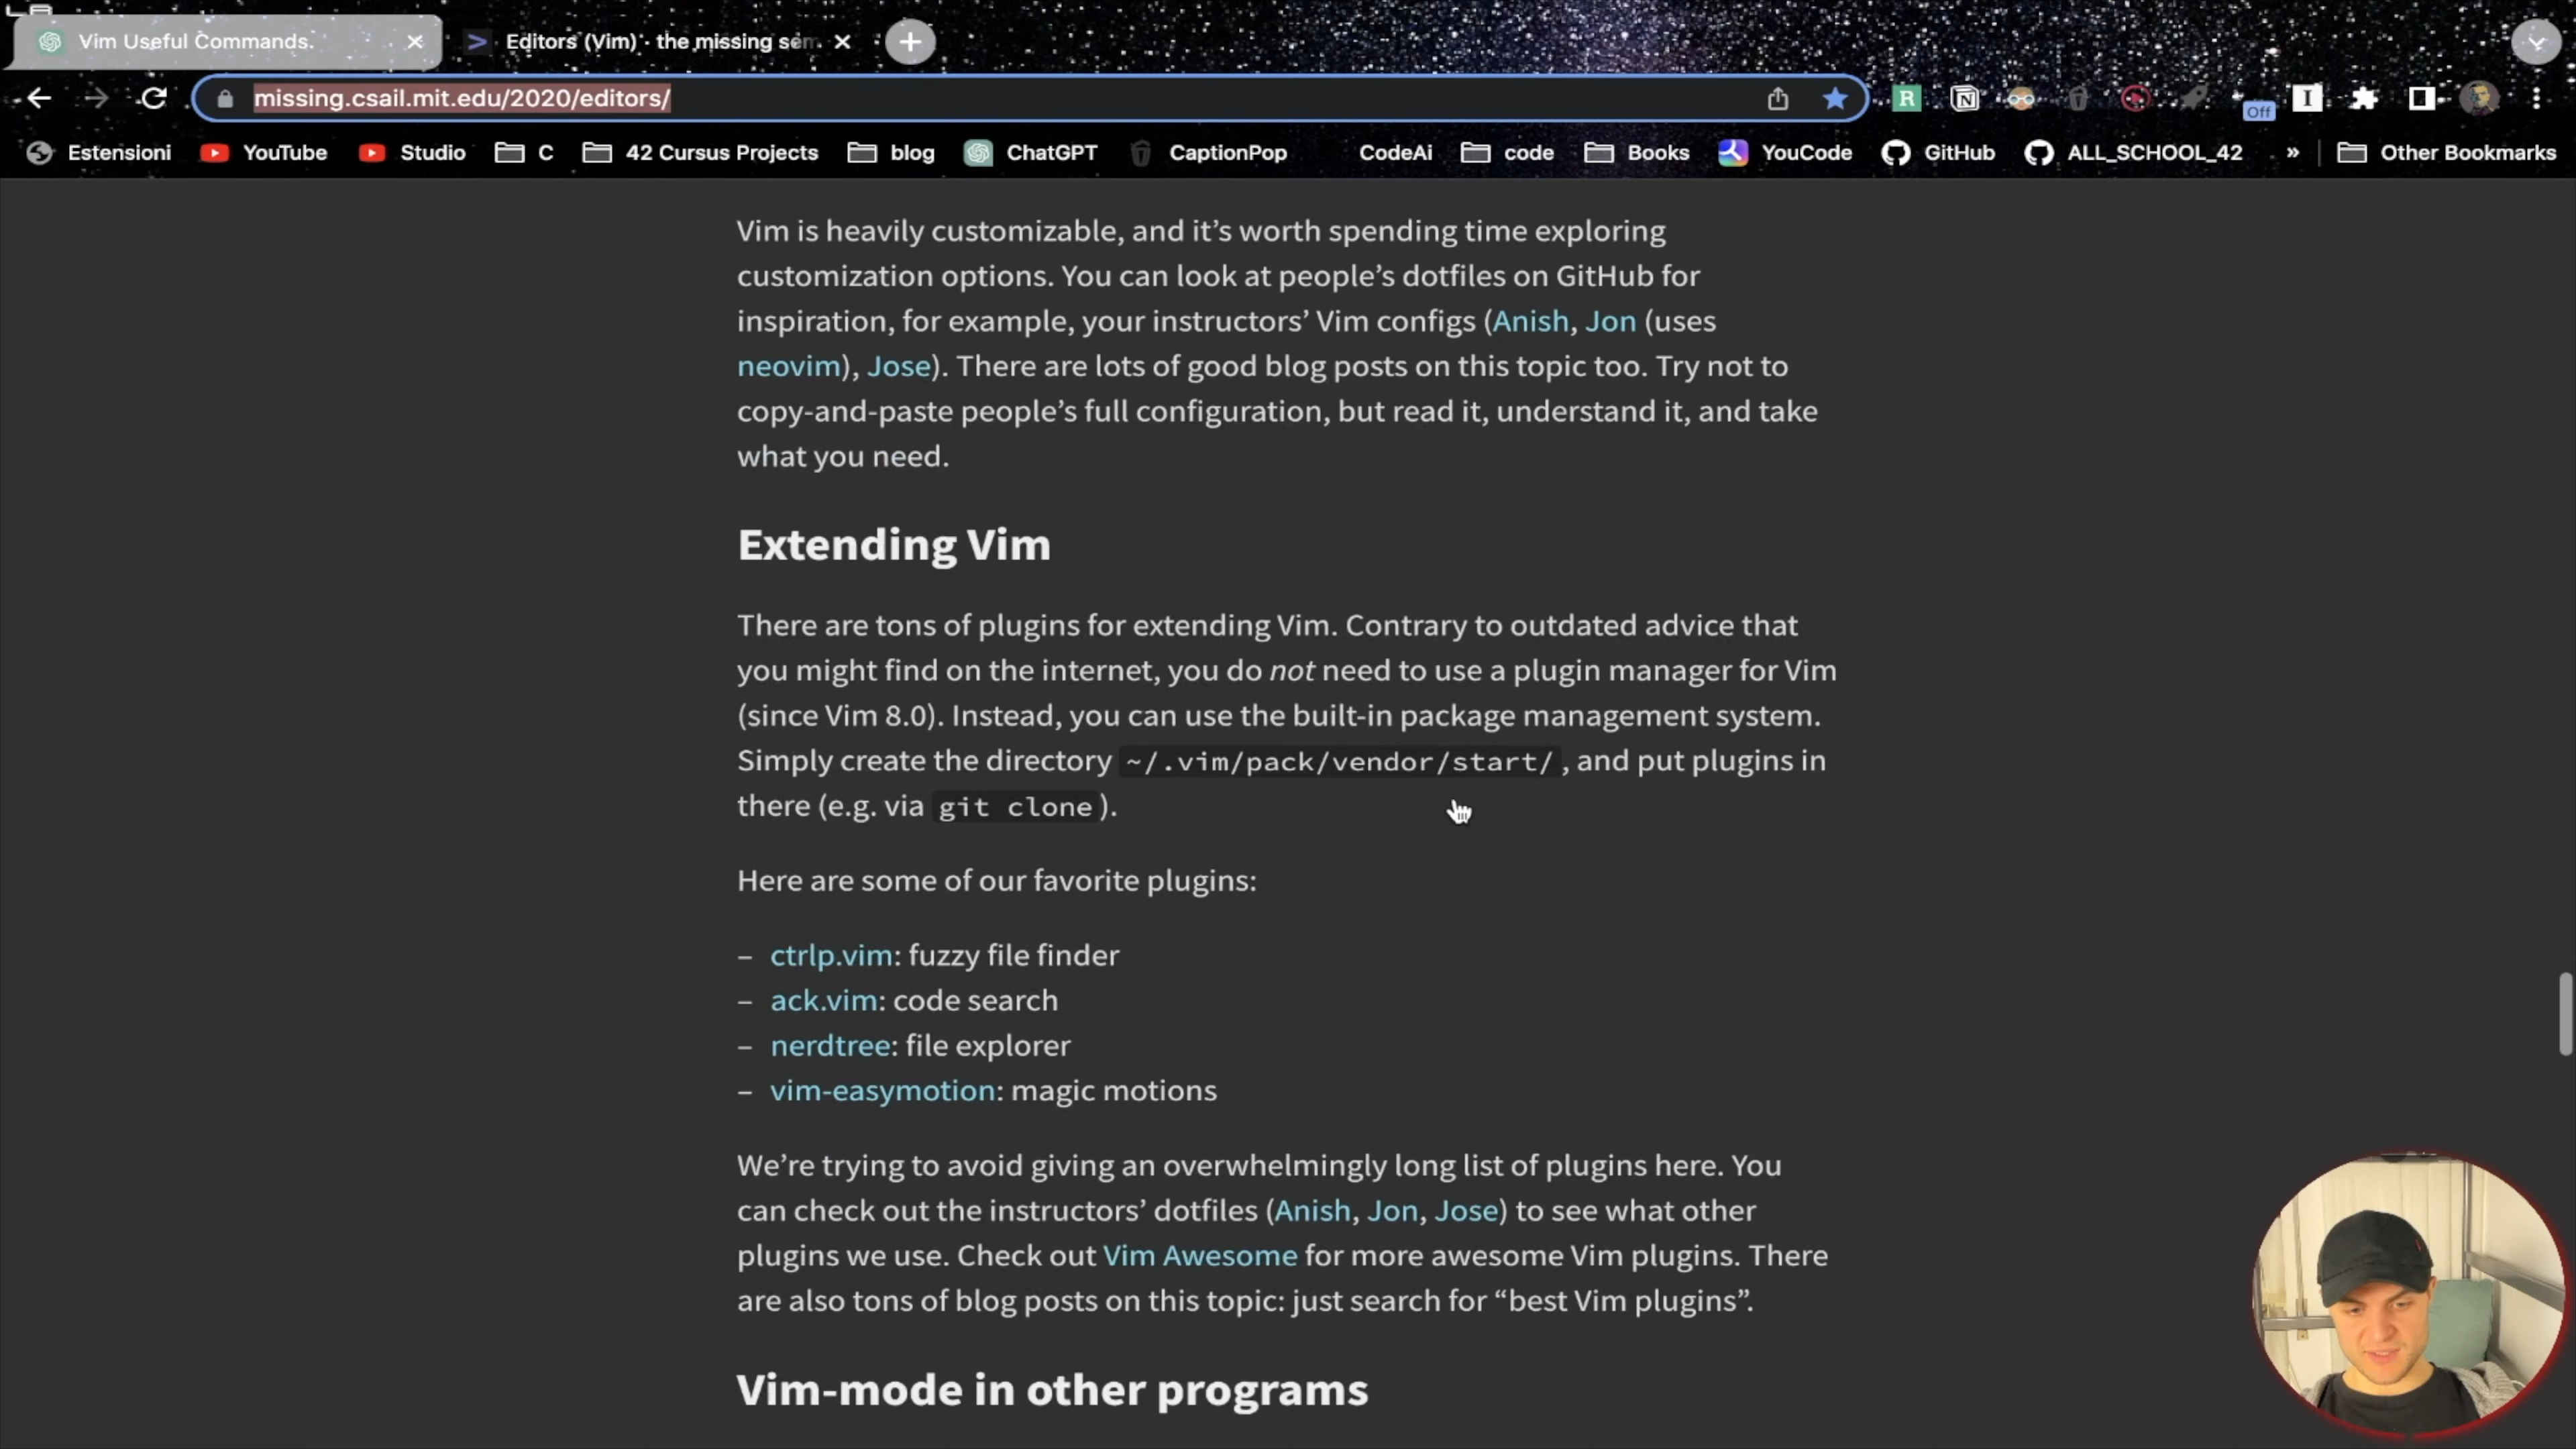 Vim Useful Commands.
Editors (Vim) · the missing sem
missing.csail.mit.edu/2020/editors/
R
N
Off
I
Estensioni
YouTube
Studio
C
42 Cursus Projects
blog
ChatGPT
CaptionPop
CodeAi
code
Books
YouCode
GitHub
ALL_SCHOOL_42
»
Other Bookmarks
Vim is heavily customizable, and it’s worth spending time exploring
customization options. You can look at people’s dotfiles on GitHub for
inspiration, for example, your instructors’ Vim configs (Anish, Jon (uses
neovim), Jose). There are lots of good blog posts on this topic too. Try not to
copy-and-paste people’s full configuration, but read it, understand it, and take
what you need.
Extending Vim
There are tons of plugins for extending Vim. Contrary to outdated advice that
you might find on the internet, you do not need to use a plugin manager for Vim
(since Vim 8.0). Instead, you can use the built-in package management system.
Simply create the directory ~/.vim/pack/vendor/start/, and put plugins in
there (e.g. via git clone).
Here are some of our favorite plugins:
– ctrlp.vim: fuzzy file finder
– ack.vim: code search
– nerdtree: file explorer
– vim-easymotion: magic motions
We’re trying to avoid giving an overwhelmingly long list of plugins here. You
can check out the instructors’ dotfiles (Anish, Jon, Jose) to see what other
plugins we use. Check out Vim Awesome for more awesome Vim plugins. There
are also tons of blog posts on this topic: just search for “best Vim plugins”.
Vim-mode in other programs